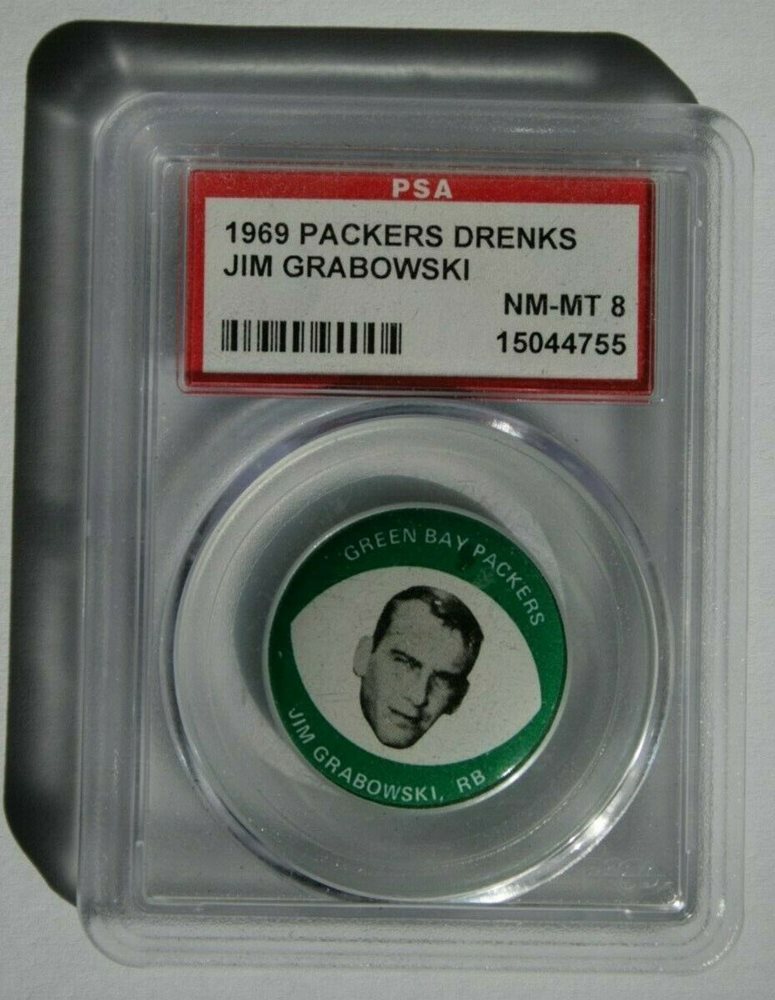 PSA
1969 PACKERS DRENKS
JIM GRABOWSKI
NM-MT 8
15044755
GREEN BAY PACKERS
JIM GRABOWSKI, RB